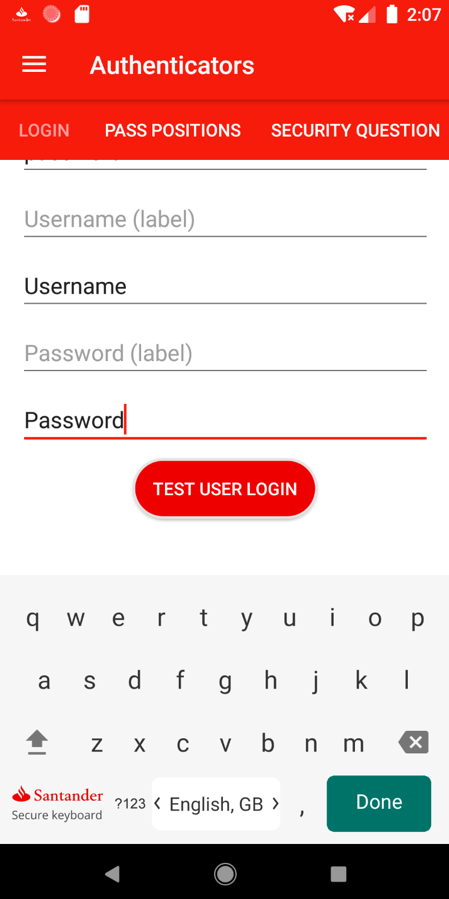 2:07
Authenticators
LOGIN PASS POSITIONS SECURITY QUESTION
Username (label)
Username
Password (label)
Password
TEST USER LOGIN
q w e r t y u i o p
a s d f g h j k l
z x c v b n m
Santander
Secure keyboard
?123
English, GB
,
Done